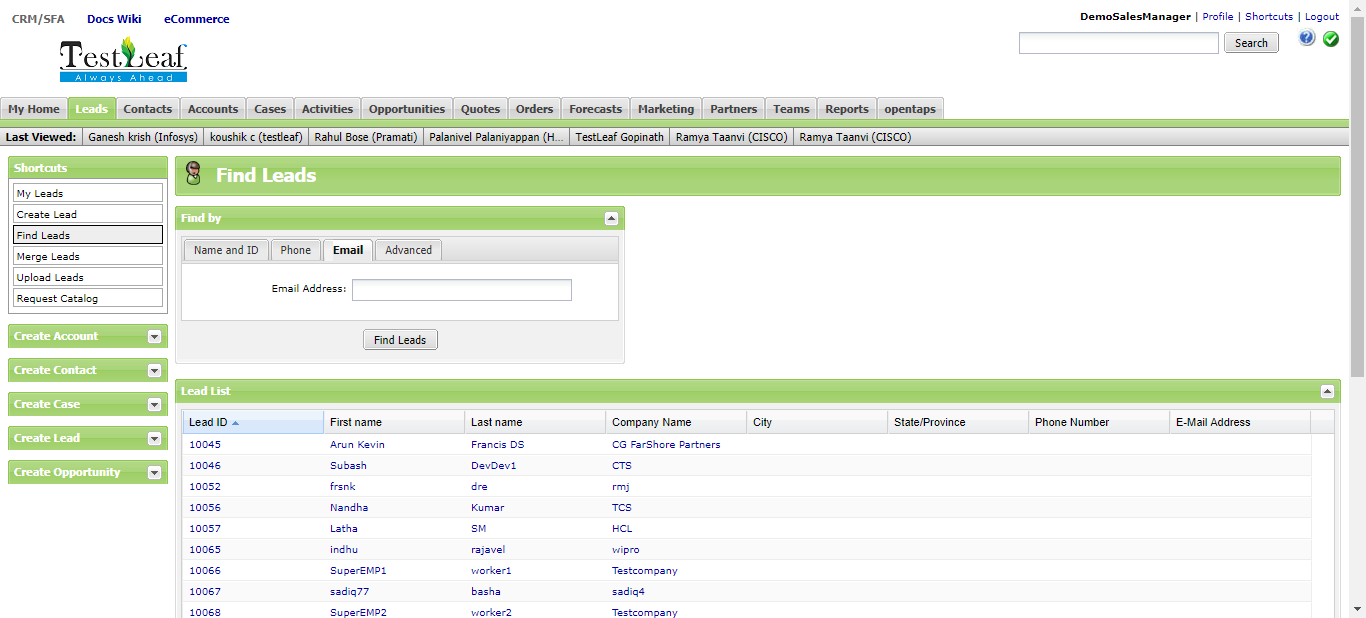 CRM/SFA Docs Wiki eCommerce
DemoSalesManager | Profile | Shortcuts | Logout
TestLeaf
Always Ahead
Search
?
My Home Leads Contacts Accounts Cases Activities Opportunities Quotes Orders Forecasts Marketing Partners Teams Reports opentaps
Last Viewed: Ganesh krish (Infosys) koushik c (testleaf) Rahul Bose (Pramati) Palanivel Palaniyappan (H... TestLeaf Gopinath Ramya Taanvi (CISCO) Ramya Taanvi (CISCO)
Shortcuts
My Leads
Create Lead
Find Leads
Merge Leads
Upload Leads
Request Catalog
Create Account
Create Contact
Create Case
Create Lead
Create Opportunity
Find Leads
Find by
Name and ID Phone Email Advanced
Email Address:
Find Leads
Lead List
Lead ID First name Last name Company Name City State/Province Phone Number E-Mail Address
10045 Arun Kevin Francis DS CG FarShore Partners
10046 Subash DevDev1 CTS
10052 frsnk dre rmj
10056 Nandha Kumar TCS
10057 Latha SM HCL
10065 indhu rajavel wipro
10066 SuperEMP1 worker1 Testcompany
10067 sadiq77 basha sadiq4
10068 SuperEMP2 worker2 Testcompany